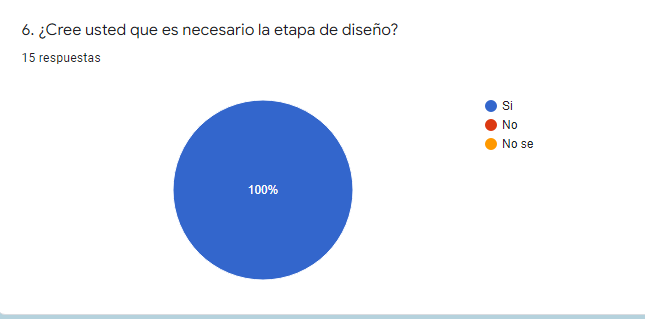 6. ¿Cree usted que es necesario la etapa de diseño?
15 respuestas
Si
No
No se
100%